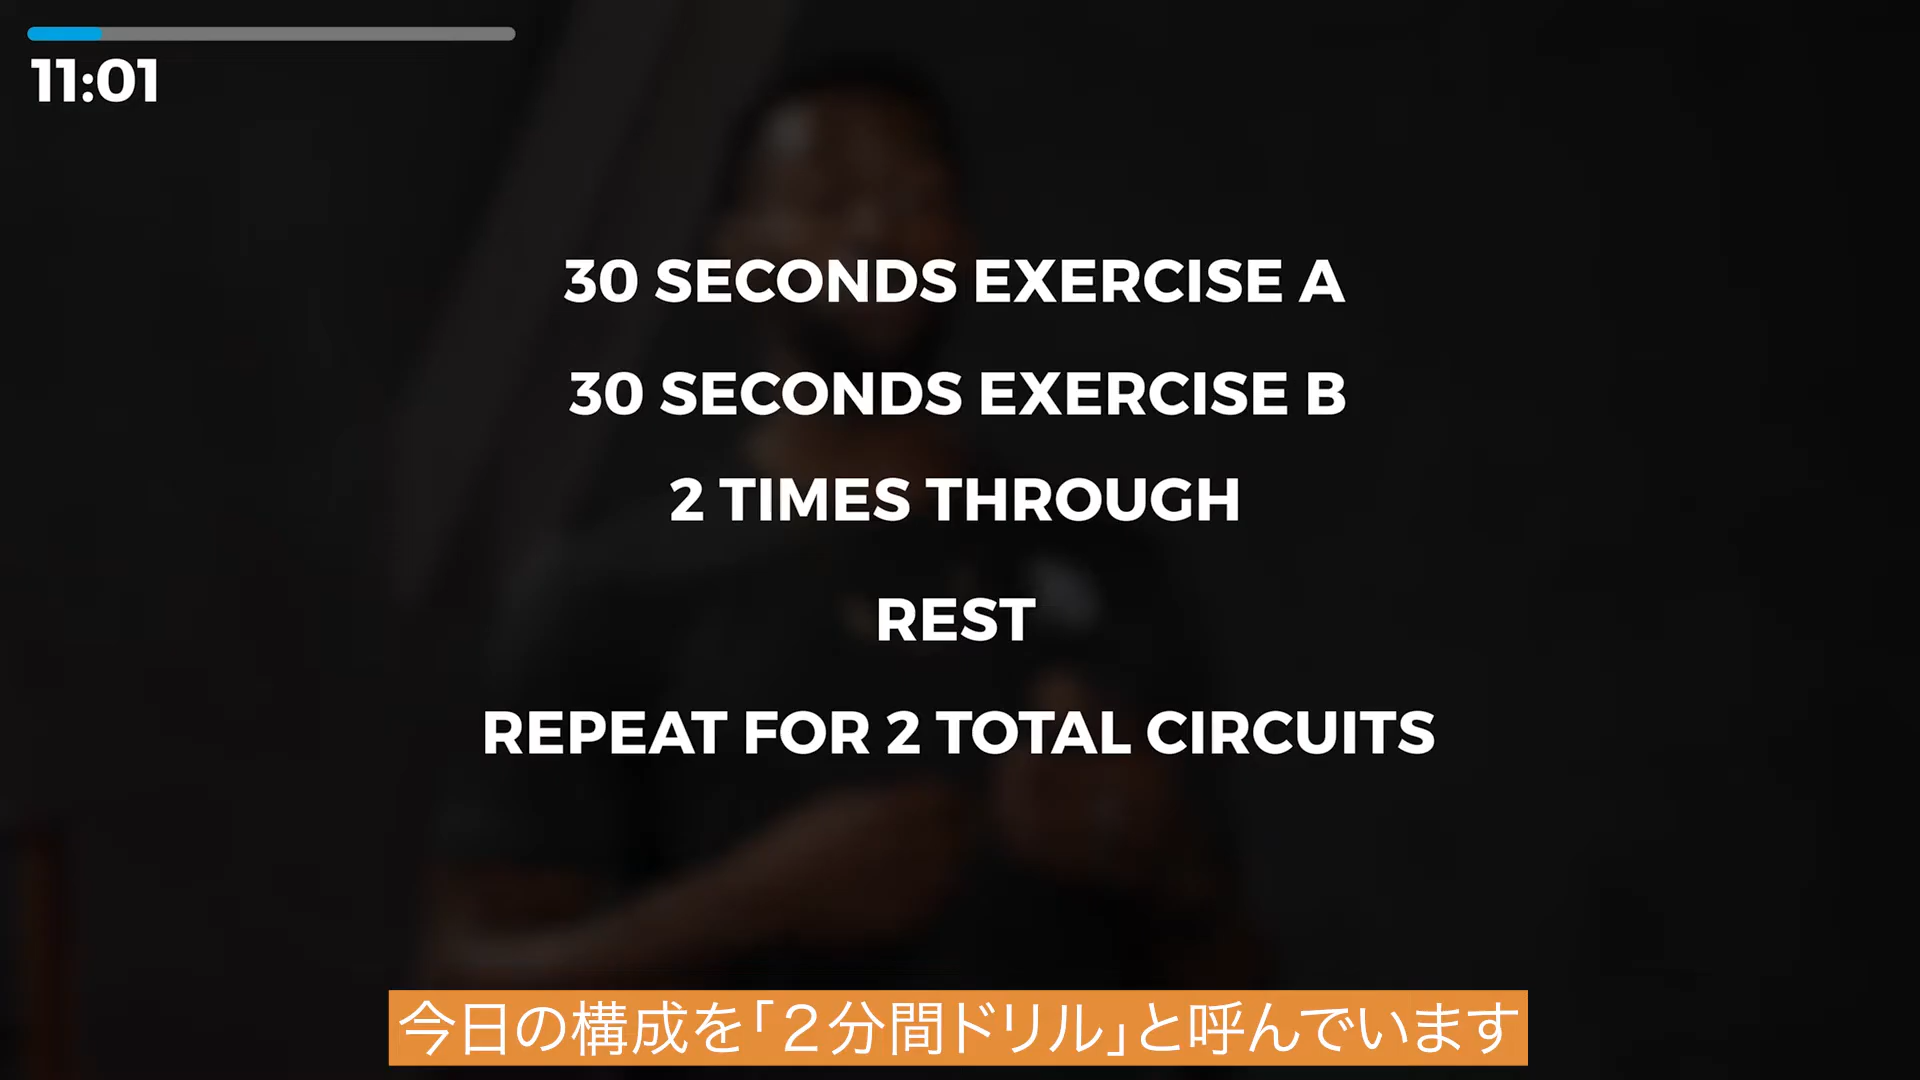 11:01
30 SECONDS EXERCISE A
30 SECONDS EXERCISE B
2 TIMES THROUGH
REST
REPEAT FOR 2 TOTAL CIRCUITS
今日の構成を｢２分間ドリル｣と呼んでいます